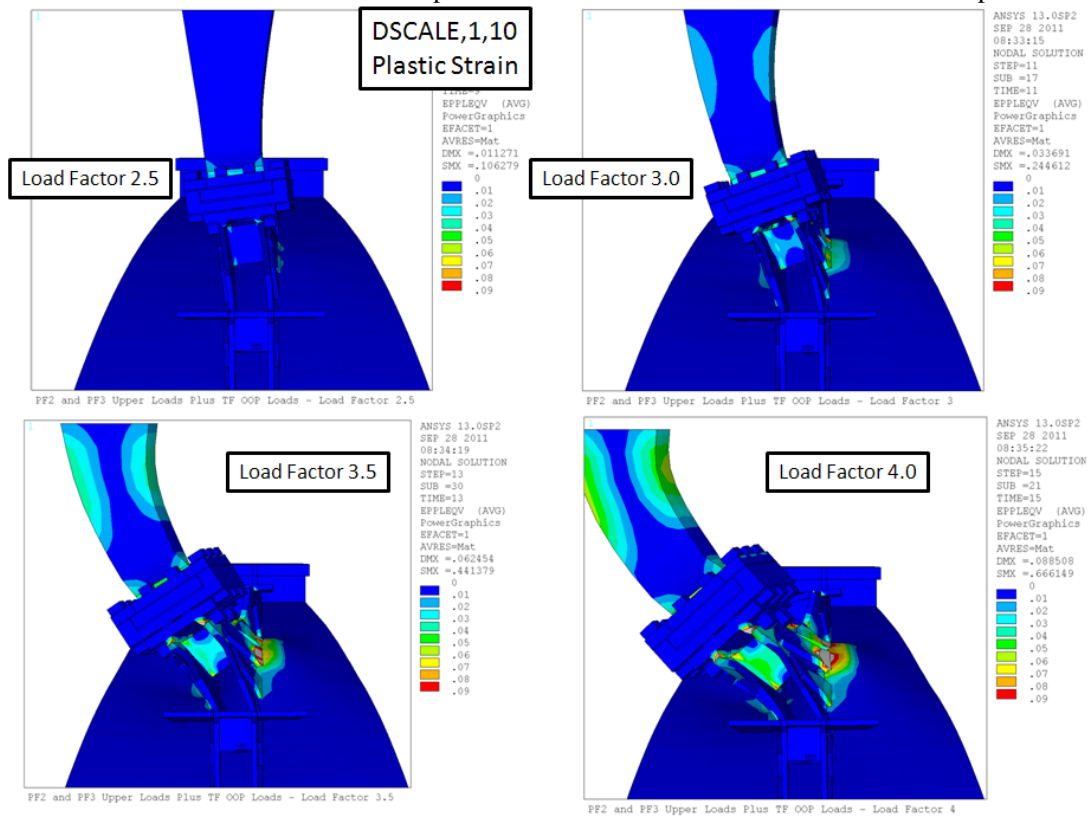 1
DSCALE,1,10
Plastic Strain
Load Factor 2.5
EPPLEQV (AVG)
PowerGraphics
EFACET=1
AVRES=Mat
DMX =.011271
SMX =.106279
0
.01
.02
.03
.04
.05
.06
.07
.08
.09
PF2 and PF3 Upper Loads Plus TF OOP Loads - Load Factor 2.5
1
Load Factor 3.0
ANSYS 13.0SP2
SEP 28 2011
08:33:15
NODAL SOLUTION
STEP=11
SUB =17
TIME=11
EPPLEQV (AVG)
PowerGraphics
EFACET=1
AVRES=Mat
DMX =.033691
SMX =.244612
0
.01
.02
.03
.04
.05
.06
.07
.08
.09
PF2 and PF3 Upper Loads Plus TF OOP Loads - Load Factor 3
1
Load Factor 3.5
ANSYS 13.0SP2
SEP 28 2011
08:34:19
NODAL SOLUTION
STEP=13
SUB =30
TIME=13
EPPLEQV (AVG)
PowerGraphics
EFACET=1
AVRES=Mat
DMX =.062454
SMX =.441379
0
.01
.02
.03
.04
.05
.06
.07
.08
.09
PF2 and PF3 Upper Loads Plus TF OOP Loads - Load Factor 3.5
1
Load Factor 4.0
ANSYS 13.0SP2
SEP 28 2011
08:35:22
NODAL SOLUTION
STEP=15
SUB =21
TIME=15
EPPLEQV (AVG)
PowerGraphics
EFACET=1
AVRES=Mat
DMX =.088508
SMX =.666149
0
.01
.02
.03
.04
.05
.06
.07
.08
.09
PF2 and PF3 Upper Loads Plus TF OOP Loads - Load Factor 4